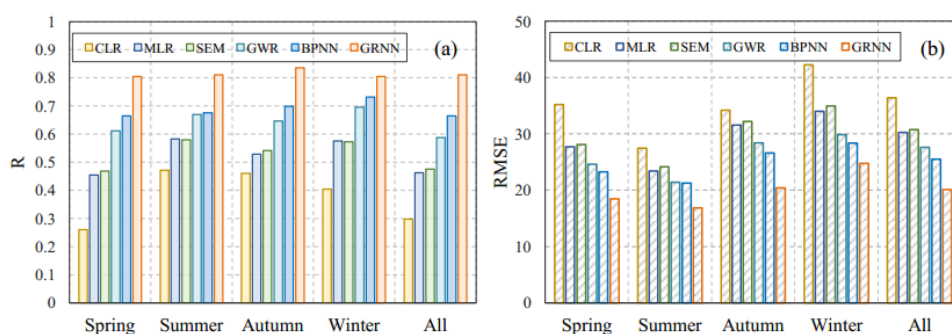 CLR MLR SEM GWR BPNN GRNN (a)
1
0.9
0.8
0.7
0.6
0.5
0.4
0.3
0.2
0.1
0
R
Spring Summer Autumn Winter All
CLR MLR SEM GWR BPNN GRNN (b)
50
40
30
20
10
0
RMSE
Spring Summer Autumn Winter All